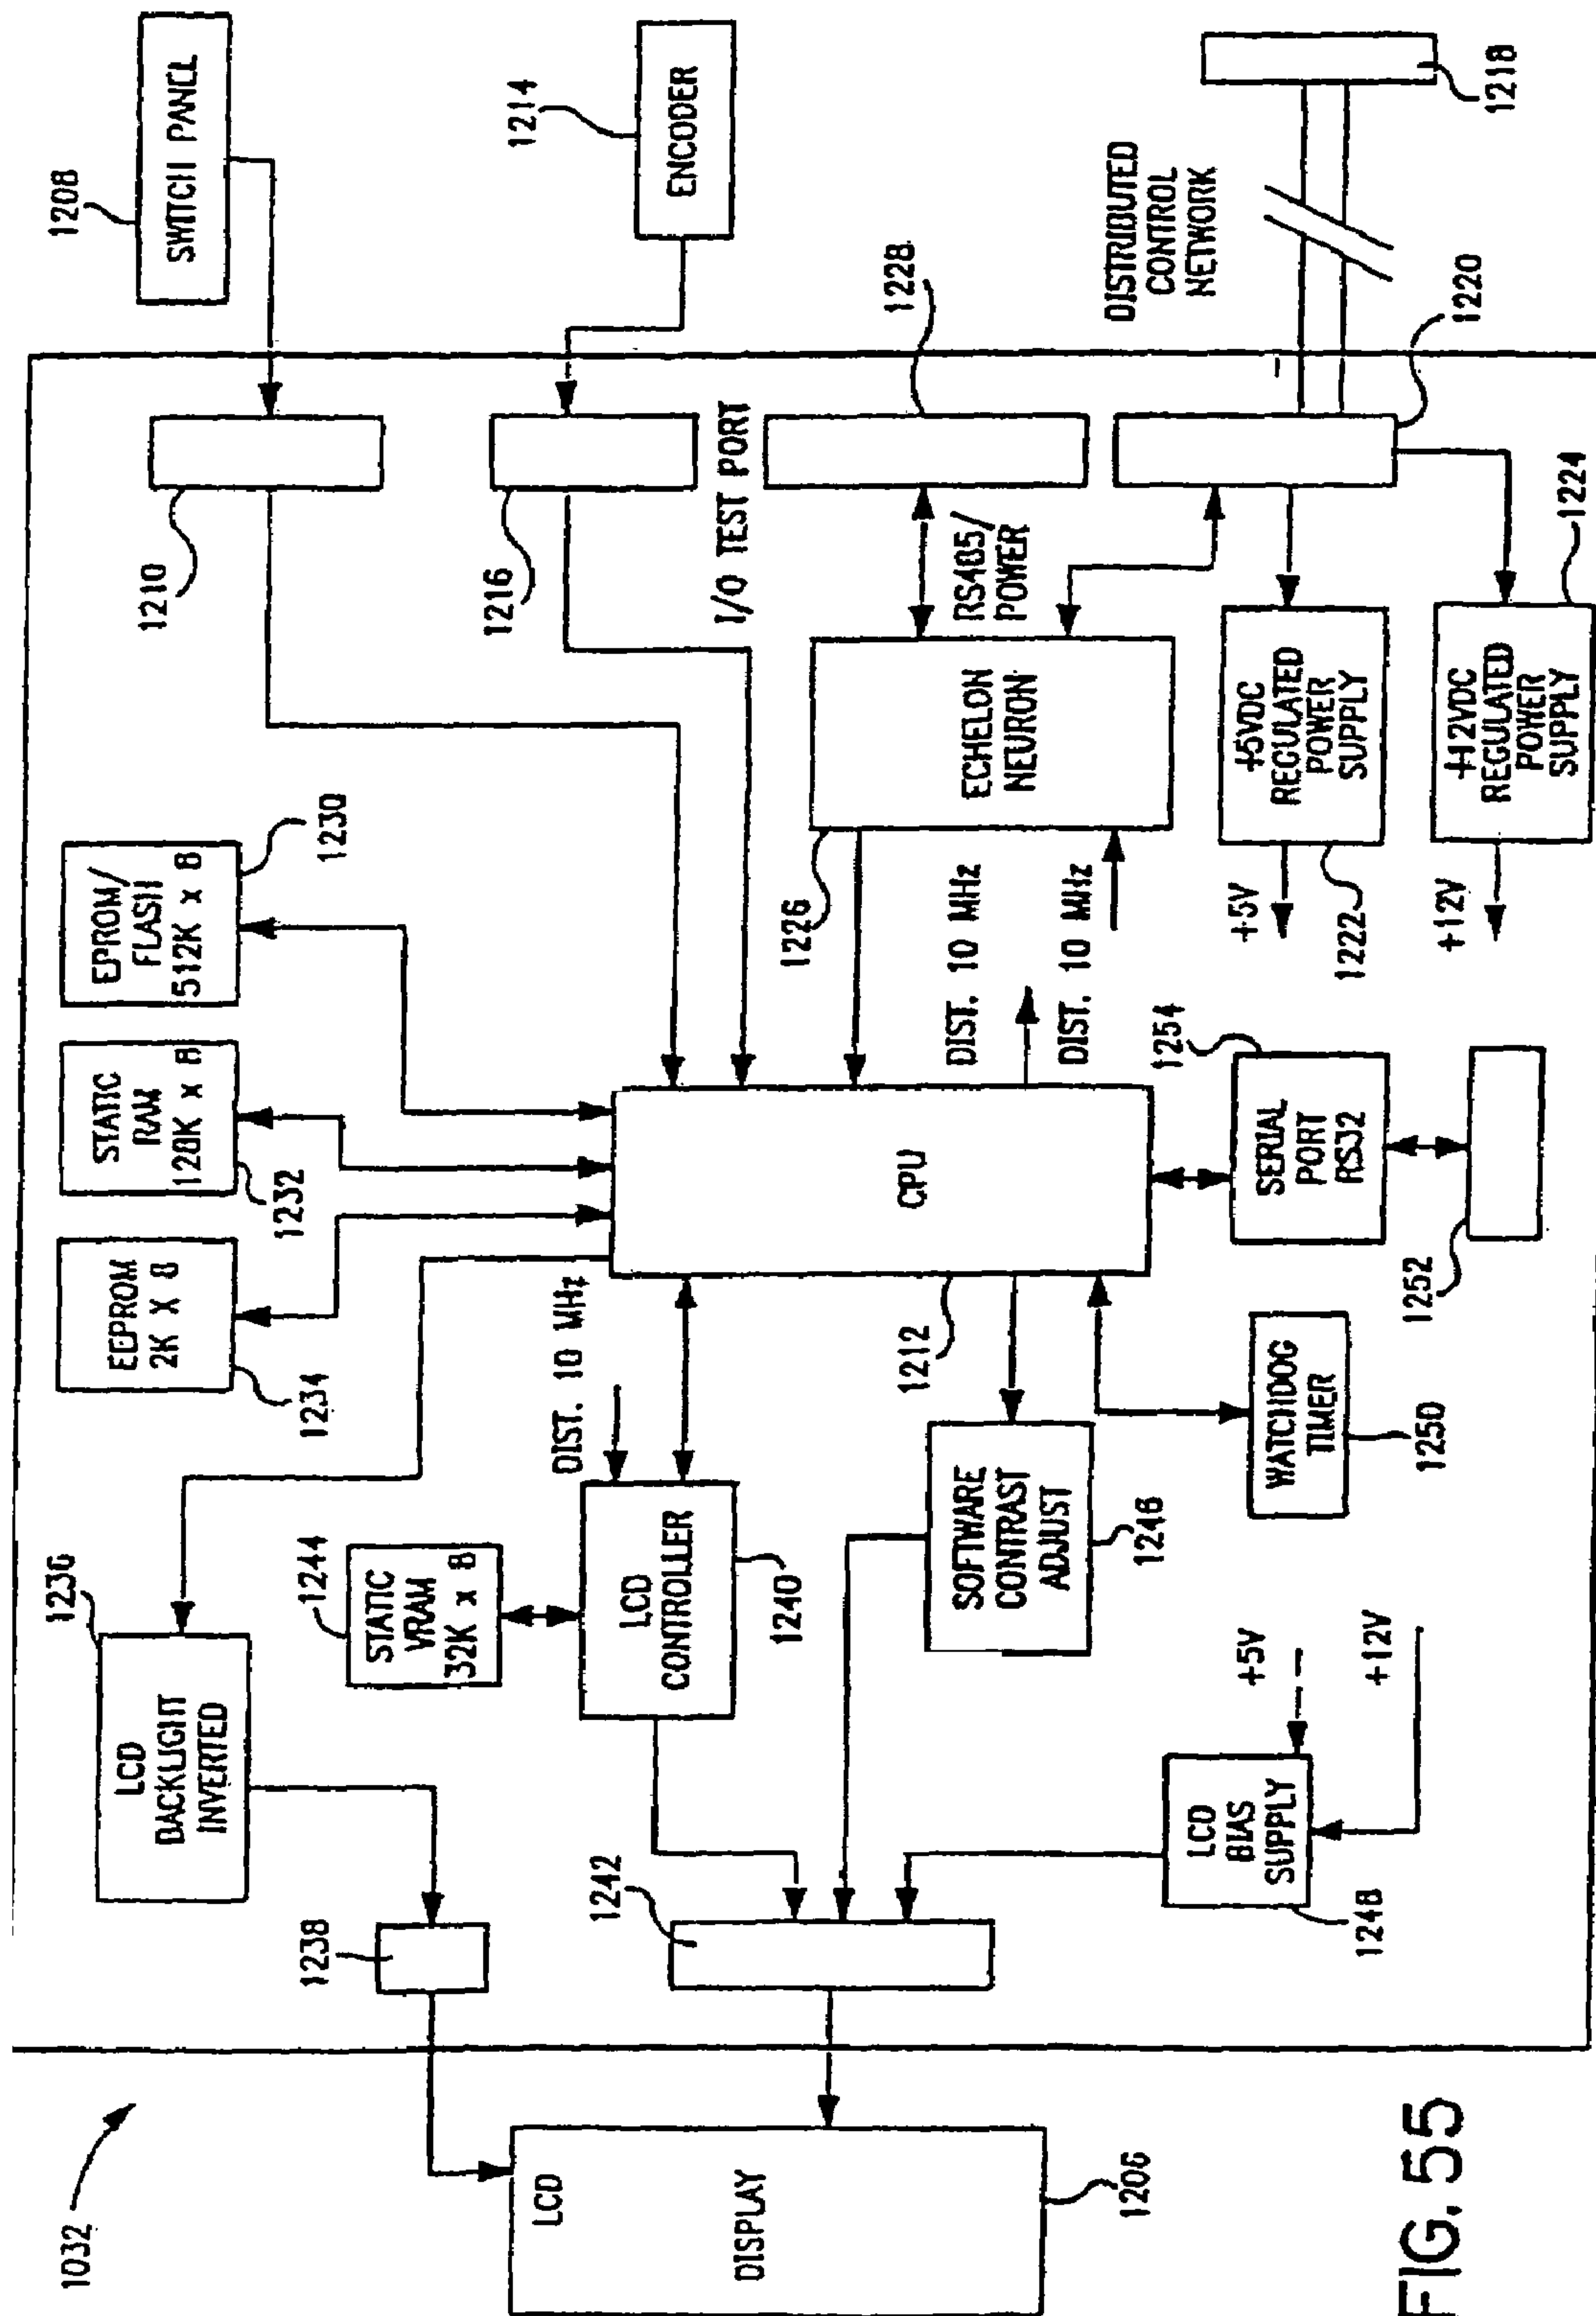 1032
LCD
DISPLAY
1206
1238
1242
1236
LCD
BACKLIGHT
INVERTED
1244
STATIC
VRAM
32K x 8
LCD
CONTROLLER
1240
DIST. 10 MHz
SOFTWARE
CONTRAST
ADJUST
1246
LCD
BIAS
SUPPLY
1248
+5V
+12V
WATCHDOG
TIMER
1250
EEPROM
2K X 8
1234
STATIC
RAM
128K x 8
1232
EPROM/
FLASH
512K x 8
1230
CPU
1212
SERIAL
PORT
RS32
1254
1252
DIST. 10 MHz
DIST. 10 MHz
1226
ECHELON
NEURON
RS485/
POWER
I/O TEST PORT
+5V
+5VDC
REGULATED
POWER
SUPPLY
1222
+12V
+12VDC
REGULATED
POWER
SUPPLY
1224
1210
1216
1228
1220
1208
SWITCH PANEL
1214
ENCODER
DISTRIBUTED
CONTROL
NETWORK
1218
FIG. 55